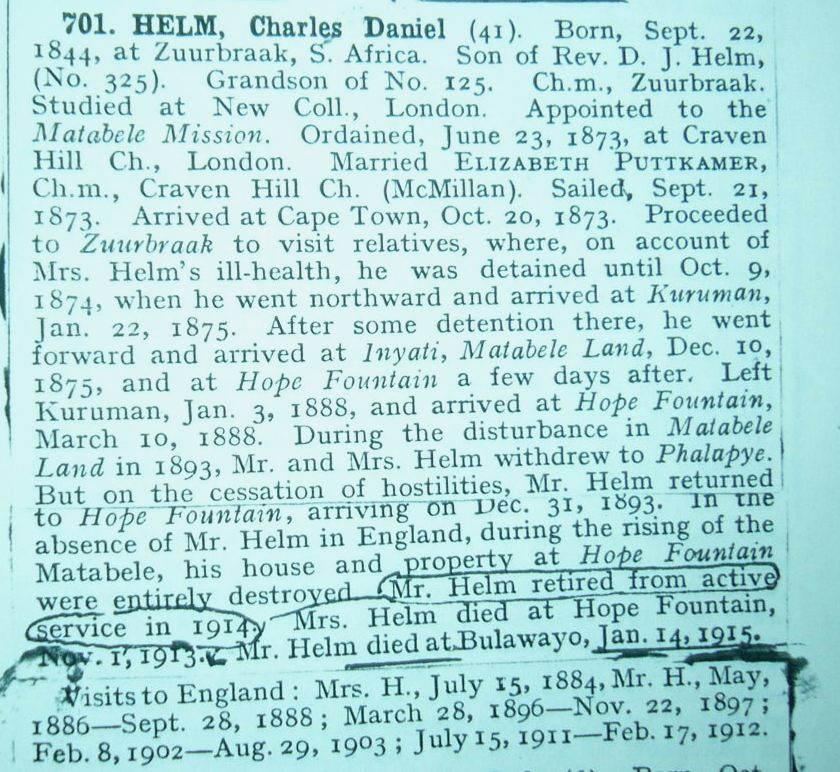 701. HELM, Charles Daniel (41). Born, Sept. 22,
1844, at Zuurbraak, S. Africa. Son of Rev. D. J. Helm,
(No. 325). Grandson of No. 125. Ch.m., Zuurbraak.
Studied at New Coll., London. Appointed to the
Matabele Mission. Ordained, June 23, 1873, at Craven
Hill Ch., London. Married ELIZABETH PUTTKAMER,
Ch.m., Craven Hill Ch. (McMillan). Sailed, Sept. 21,
1873. Arrived at Cape Town, Oct. 20, 1873. Proceeded
to Zuurbraak to visit relatives, where, on account of
Mrs. Helm's ill-health, he was detained until Oct. 9,
1874, when he went northward and arrived at Kuruman,
Jan. 22, 1875. After some detention there, he went
forward and arrived at Inyati, Matabele Land, Dec. 10,
1875, and at Hope Fountain a few days after. Left
Kuruman, Jan. 3, 1888, and arrived at Hope Fountain,
March 10, 1888. During the disturbance in Matabele
Land in 1893, Mr. and Mrs. Helm withdrew to Phalapye.
But on the cessation of hostilities, Mr. Helm returned
to Hope Fountain, arriving on Dec. 31, 1893. In the
absence of Mr. Helm in England, during the rising of the
Matabele, his house and property at Hope Fountain
were entirely destroyed. Mr. Helm retired from active
service in 1914. Mrs. Helm died at Hope Fountain,
Nov. 1, 1913. Mr. Helm died at Bulawayo, Jan. 14, 1915.
Visits to England: Mrs. H., July 15, 1884, Mr. H., May,
1886—Sept. 28, 1888; March 28, 1896—Nov. 22, 1897;
Feb. 8, 1902—Aug. 29, 1903; July 15, 1911—Feb. 17, 1912.